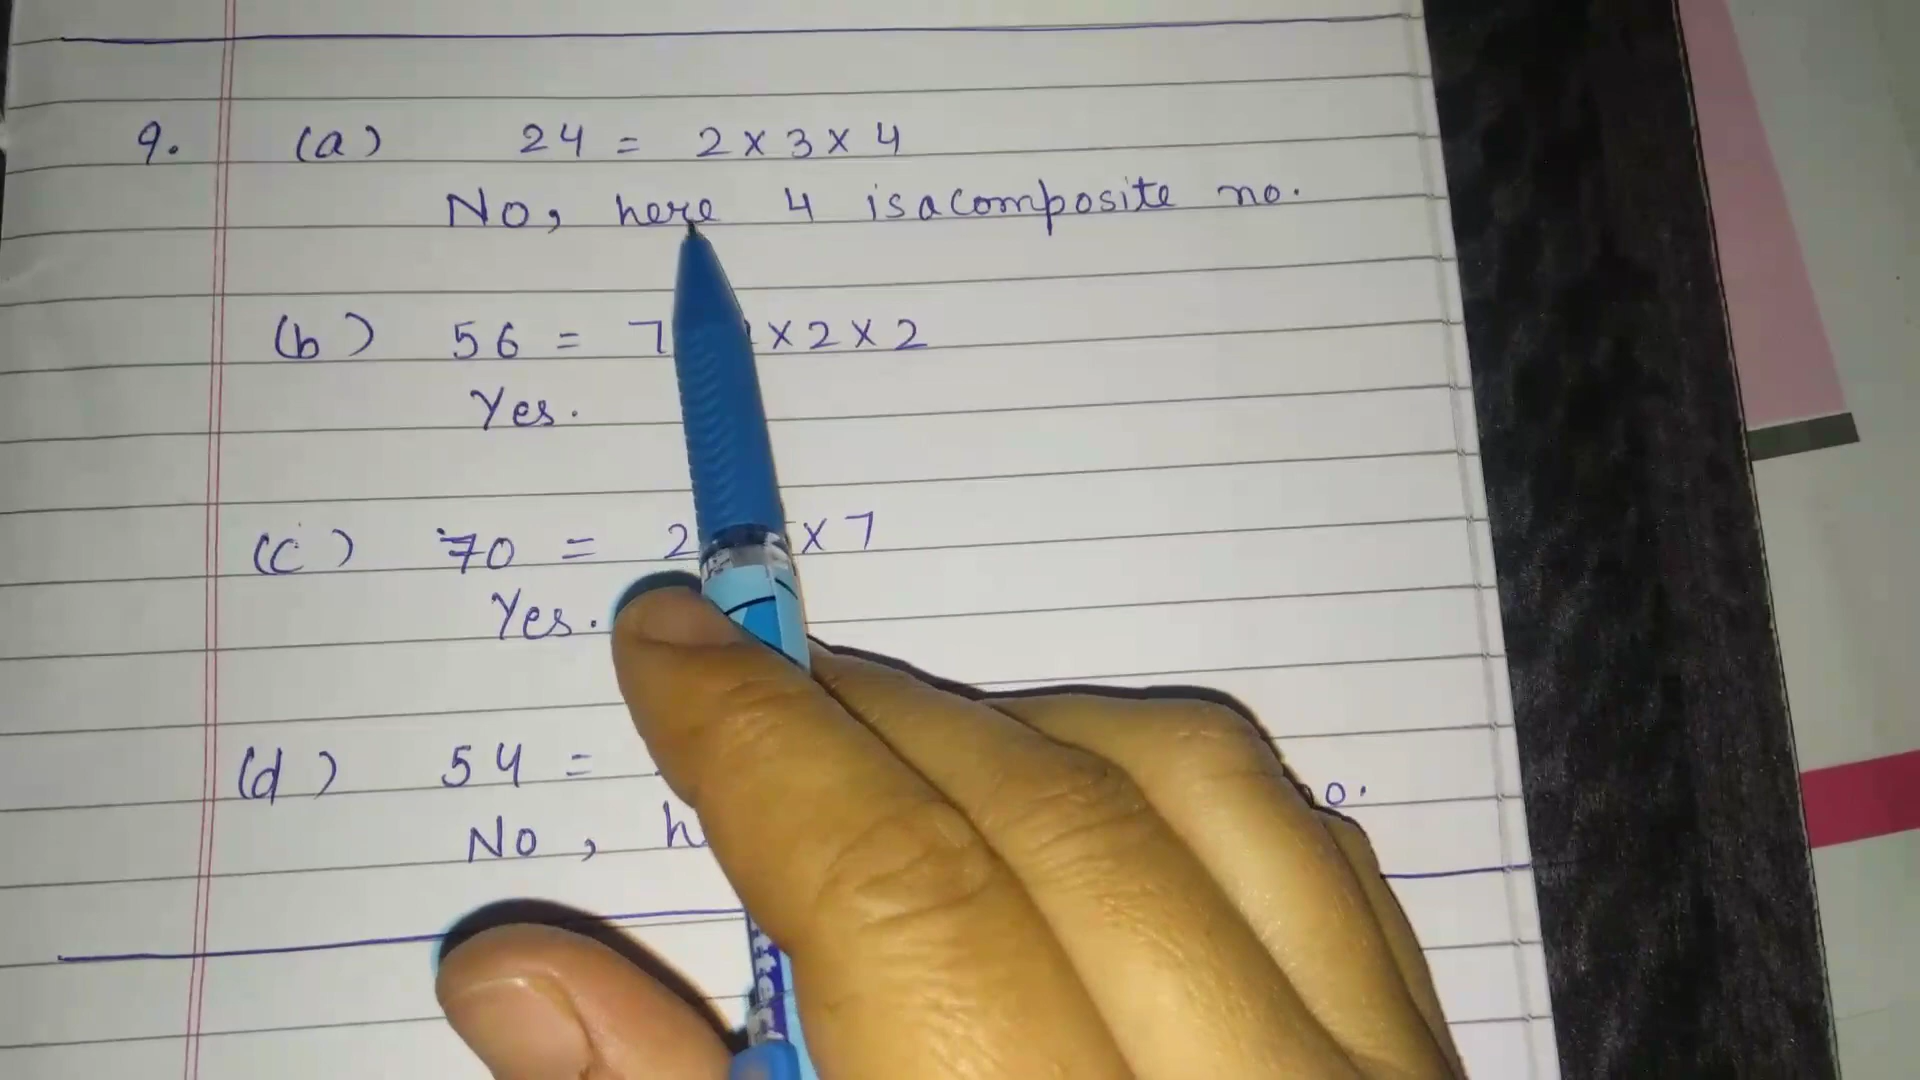 9. (a) 24 = 2 x 3 x 4
No, here 4 is a composite no.
(b) 56 = 7 x 2 x 2
Yes.
(c) 70 = 2 x 7
Yes.
(d) 54 =
No,